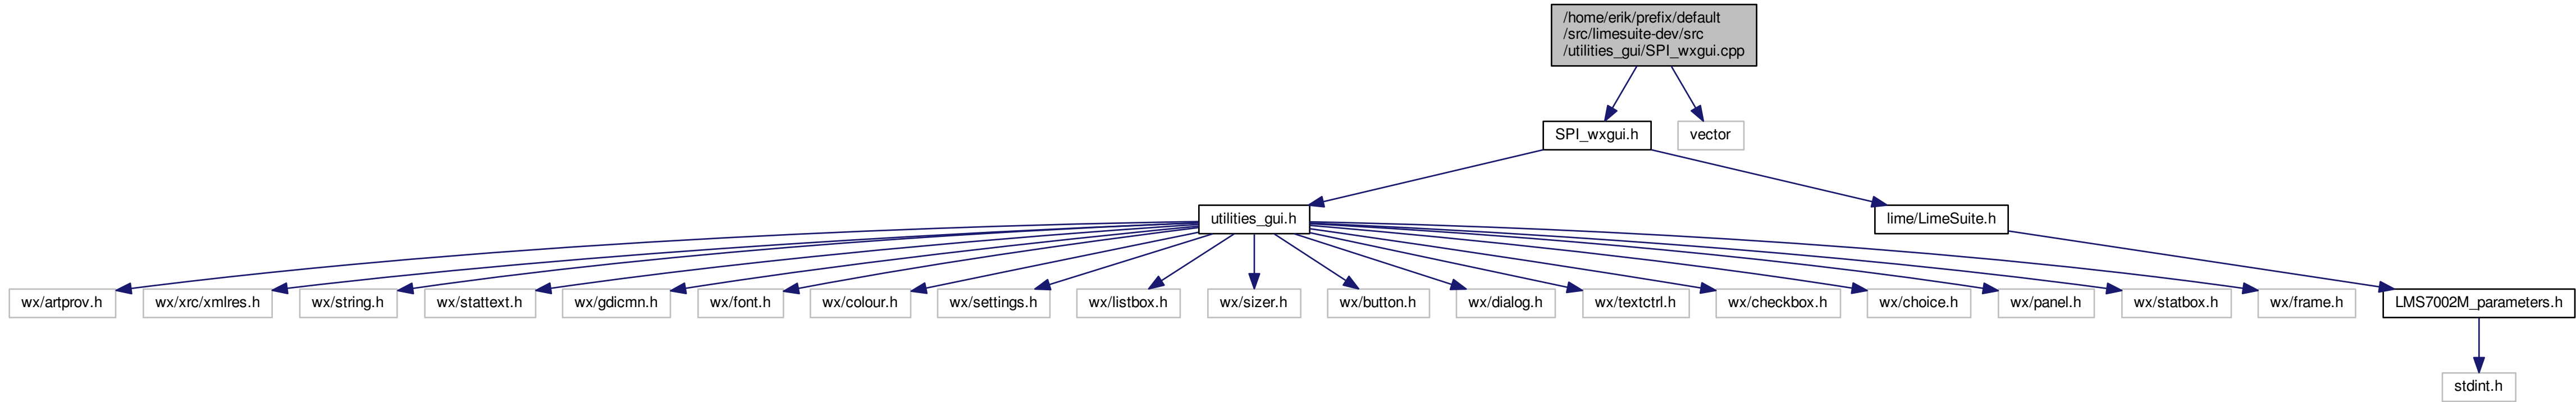 /home/erik/prefix/default
/src/limesuite-dev/src
/utilities_gui/SPI_wxgui.cpp
SPI_wxgui.h
vector
utilities_gui.h
lime/LimeSuite.h
wx/artprov.h
wx/xrc/xmlres.h
wx/string.h
wx/stattext.h
wx/gdicmn.h
wx/font.h
wx/colour.h
wx/settings.h
wx/listbox.h
wx/sizer.h
wx/button.h
wx/dialog.h
wx/textctrl.h
wx/checkbox.h
wx/choice.h
wx/panel.h
wx/statbox.h
wx/frame.h
LMS7002M_parameters.h
stdint.h